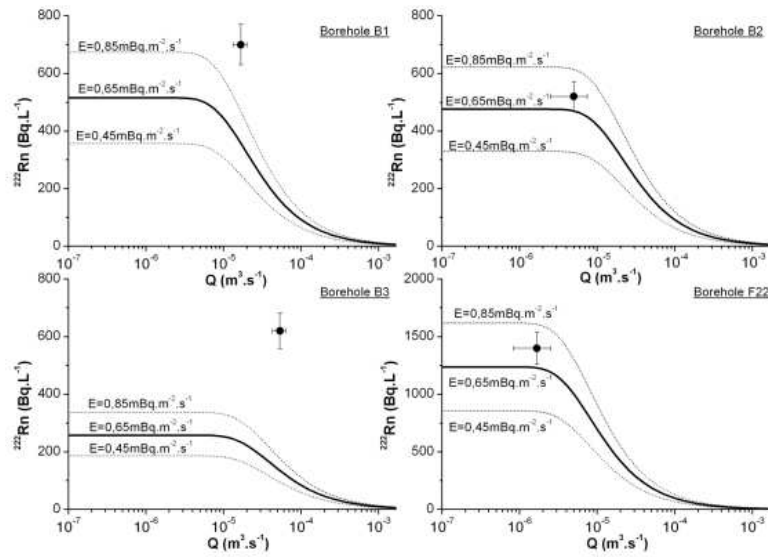 Borehole B1
E=0,85mBq.m⁻².s⁻¹
E=0,65mBq.m⁻².s⁻¹
E=0,45mBq.m⁻².s⁻¹
²²²Rn (Bq.L⁻¹)
800
600
400
200
0
10⁻⁷ 10⁻⁶ 10⁻⁵ 10⁻⁴ 10⁻³
Q (m³.s⁻¹)
Borehole B2
E=0,85mBq.m⁻².s⁻¹
E=0,65mBq.m⁻².s⁻¹
E=0,45mBq.m⁻².s⁻¹
²²²Rn (Bq.L⁻¹)
800
600
400
200
0
10⁻⁷ 10⁻⁶ 10⁻⁵ 10⁻⁴ 10⁻³
Q (m³.s⁻¹)
Borehole B3
E=0,85mBq.m⁻².s⁻¹
E=0,65mBq.m⁻².s⁻¹
E=0,45mBq.m⁻².s⁻¹
²²²Rn (Bq.L⁻¹)
800
600
400
200
0
10⁻⁷ 10⁻⁶ 10⁻⁵ 10⁻⁴ 10⁻³
Q (m³.s⁻¹)
Borehole F22
E=0,85mBq.m⁻².s⁻¹
E=0,65mBq.m⁻².s⁻¹
E=0,45mBq.m⁻².s⁻¹
²²²Rn (Bq.L⁻¹)
2000
1500
1000
500
0
10⁻⁷ 10⁻⁶ 10⁻⁵ 10⁻⁴ 10⁻³
Q (m³.s⁻¹)